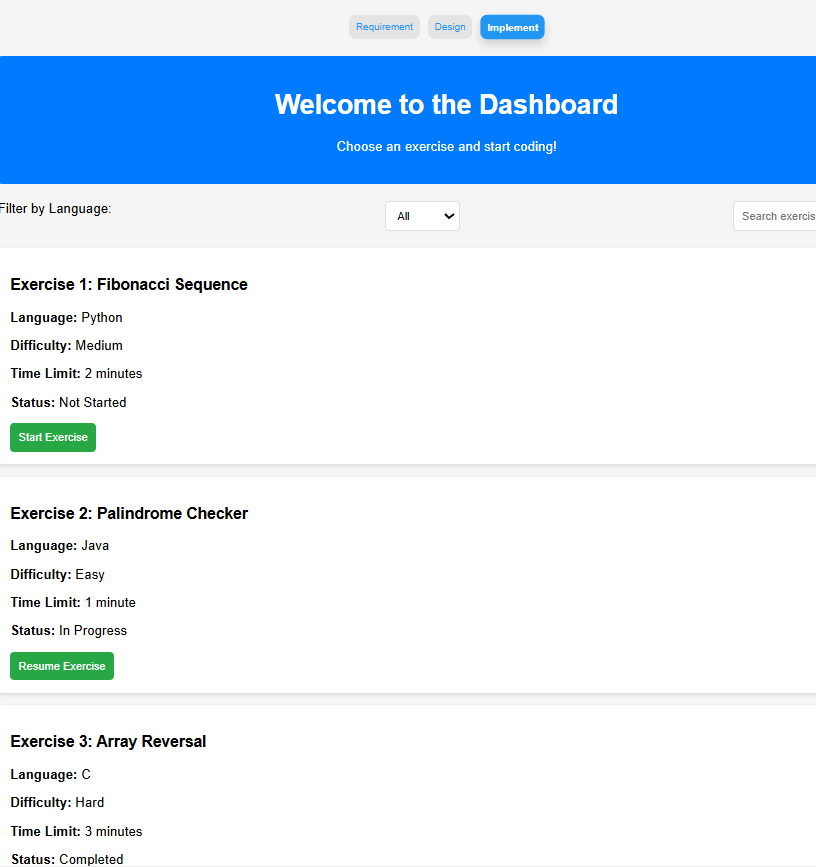 Requirement Design Implement
Welcome to the Dashboard
Choose an exercise and start coding!
Filter by Language: All Search exercis
Exercise 1: Fibonacci Sequence
Language: Python
Difficulty: Medium
Time Limit: 2 minutes
Status: Not Started
Start Exercise
Exercise 2: Palindrome Checker
Language: Java
Difficulty: Easy
Time Limit: 1 minute
Status: In Progress
Resume Exercise
Exercise 3: Array Reversal
Language: C
Difficulty: Hard
Time Limit: 3 minutes
Status: Completed